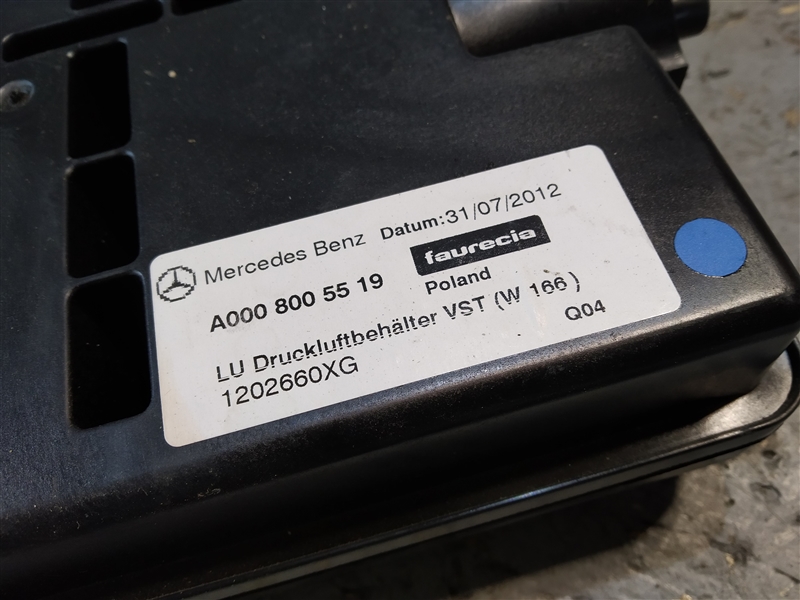 Mercedes Benz Datum:31/07/2012
A000 800 55 19 faurecia
Poland
LU Druckluftbehälter VST (W 166)
1202660XG Q04